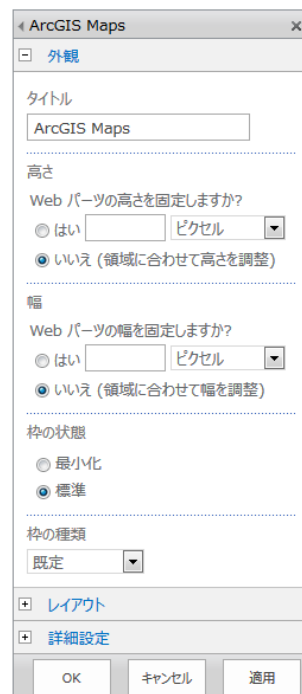 ArcGIS Maps
外観
タイトル
ArcGIS Maps
高さ
Web パーツの高さを固定しますか?
はい ピクセル
いいえ (領域に合わせて高さを調整)
幅
Web パーツの幅を固定しますか?
はい ピクセル
いいえ (領域に合わせて幅を調整)
枠の状態
最小化
標準
枠の種類
既定
レイアウト
詳細設定
OK キャンセル 適用